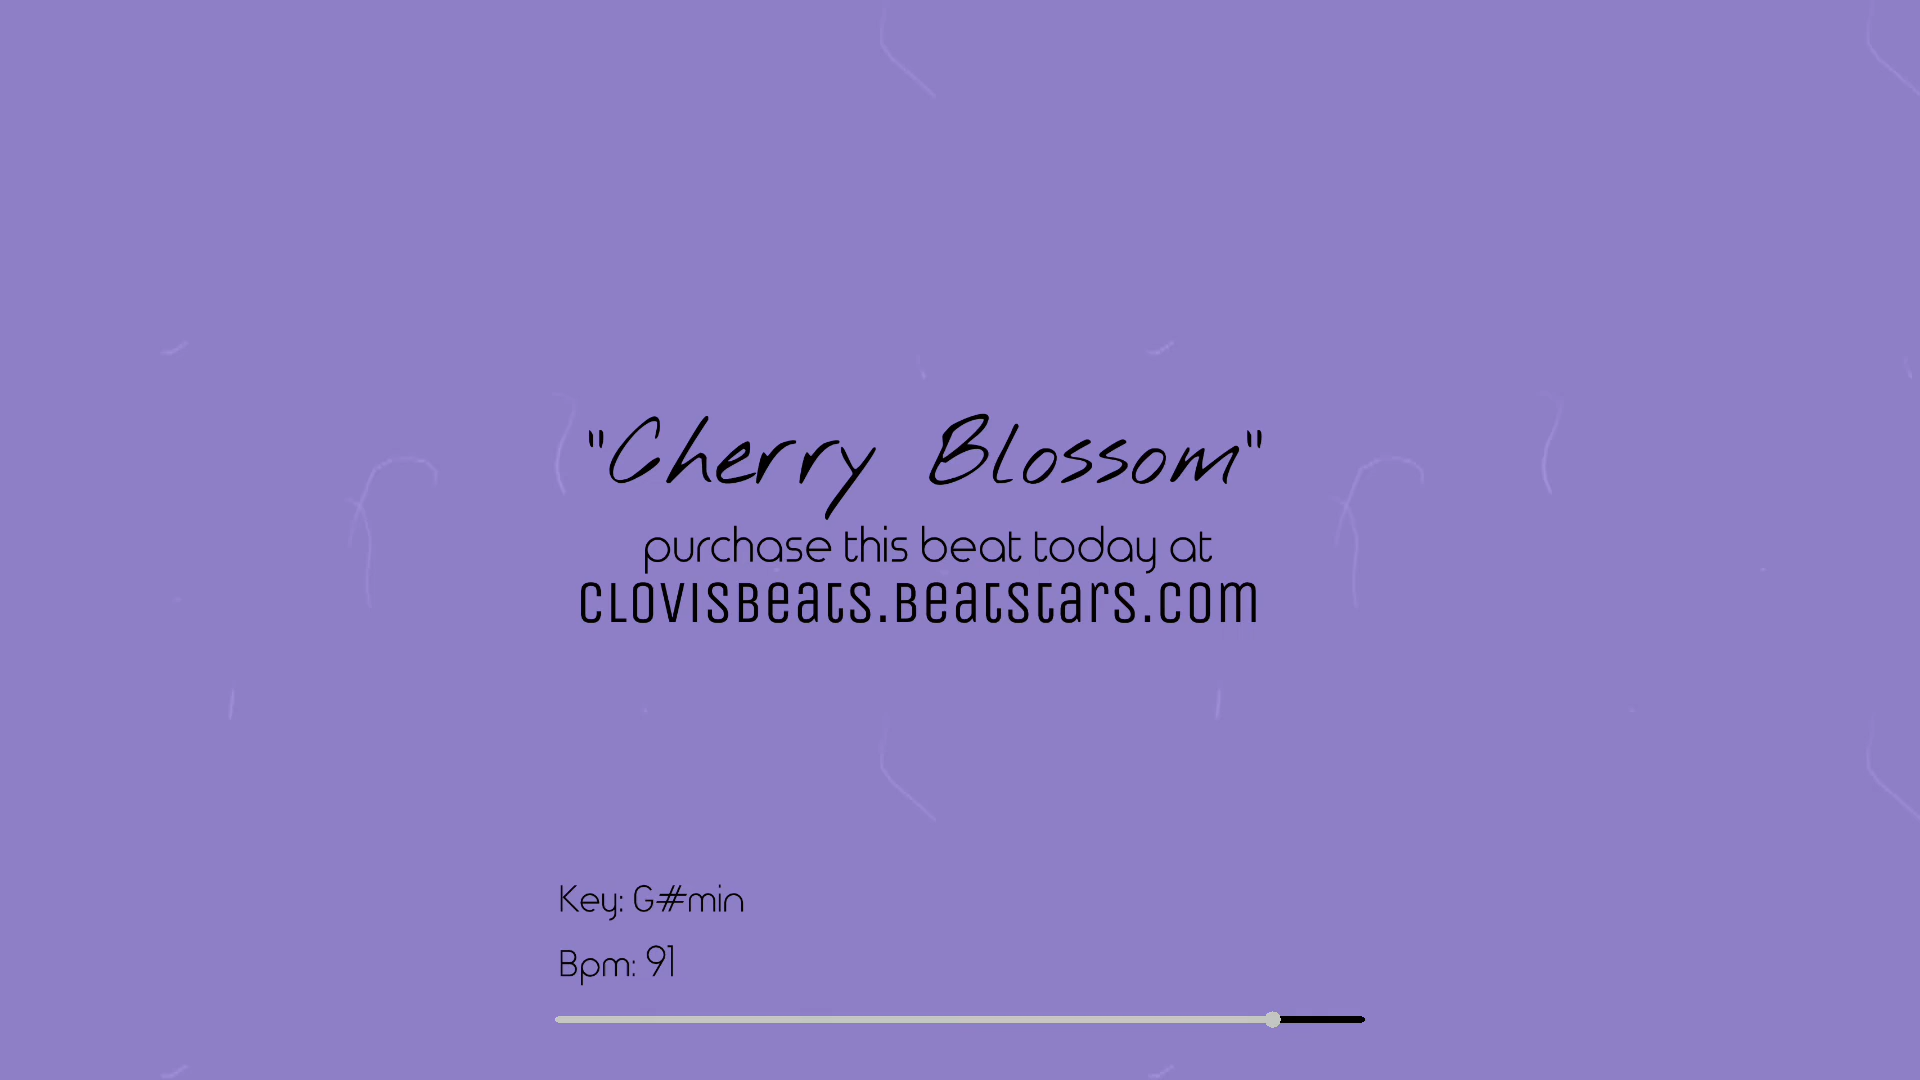 "Cherry Blossom"
purchase this beat today at
CLOVISBeats.Beatstars.com
Key: G#min
Bpm: 91